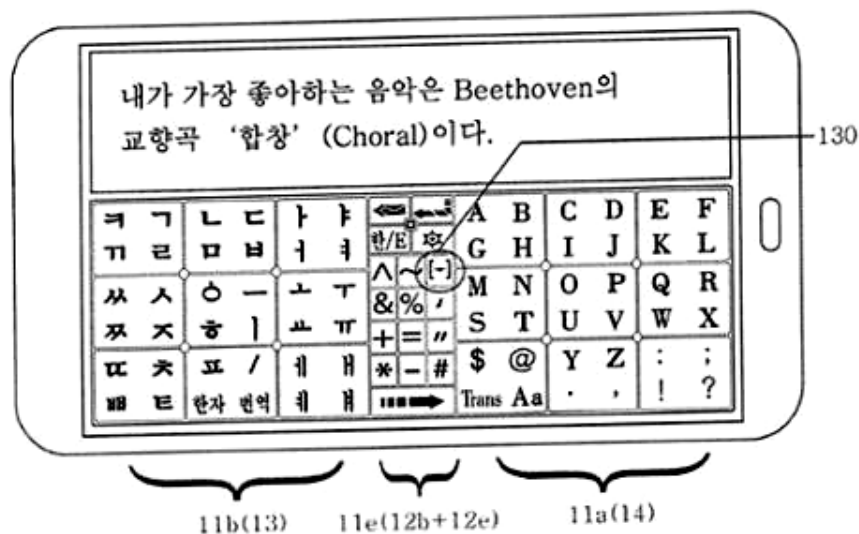 내가 가장 좋아하는 음악은 Beethoven의
교향곡 ‘합창’ (Choral)이다.
130
ㅋ ㄱ ㄴ ㄷ ㅏ ㅑ A B C D E F
ㄲ ㄹ ㅁ ㅂ ㅓ ㅕ 한/E G H I J K L
^ ~ [-]
ㅆ ㅅ ㅇ ㅡ ㅗ ㅜ & % ′ M N O P Q R
ㅉ ㅈ ㅎ ㅣ ㅛ ㅠ + = ″ S T U V W X
ㄸ ㅊ ㅍ / ㅔ ㅐ * - # $ @ Y Z : ;
ㅃ ㅌ 한자 번역 ㅖ ㅒ Trans Aa . , ! ?
11b(13) 11e(12b+12e) 11a(14)